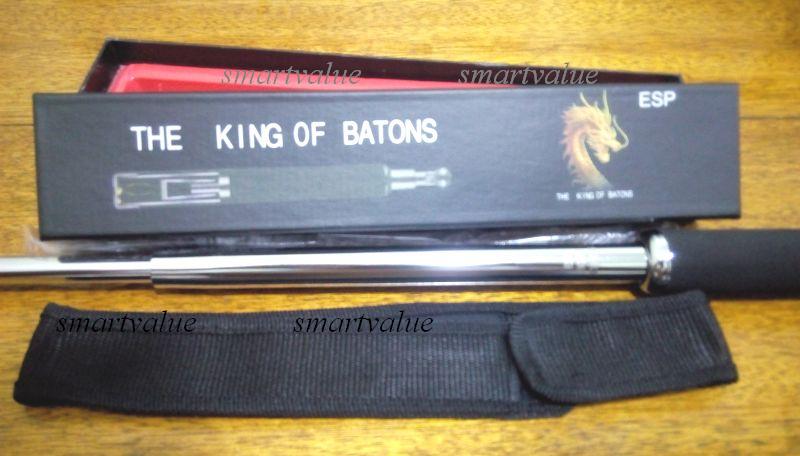 smartvalue smartvalue
ESP
THE KING OF BATONS
THE KING OF BATONS
smartvalue smartvalue